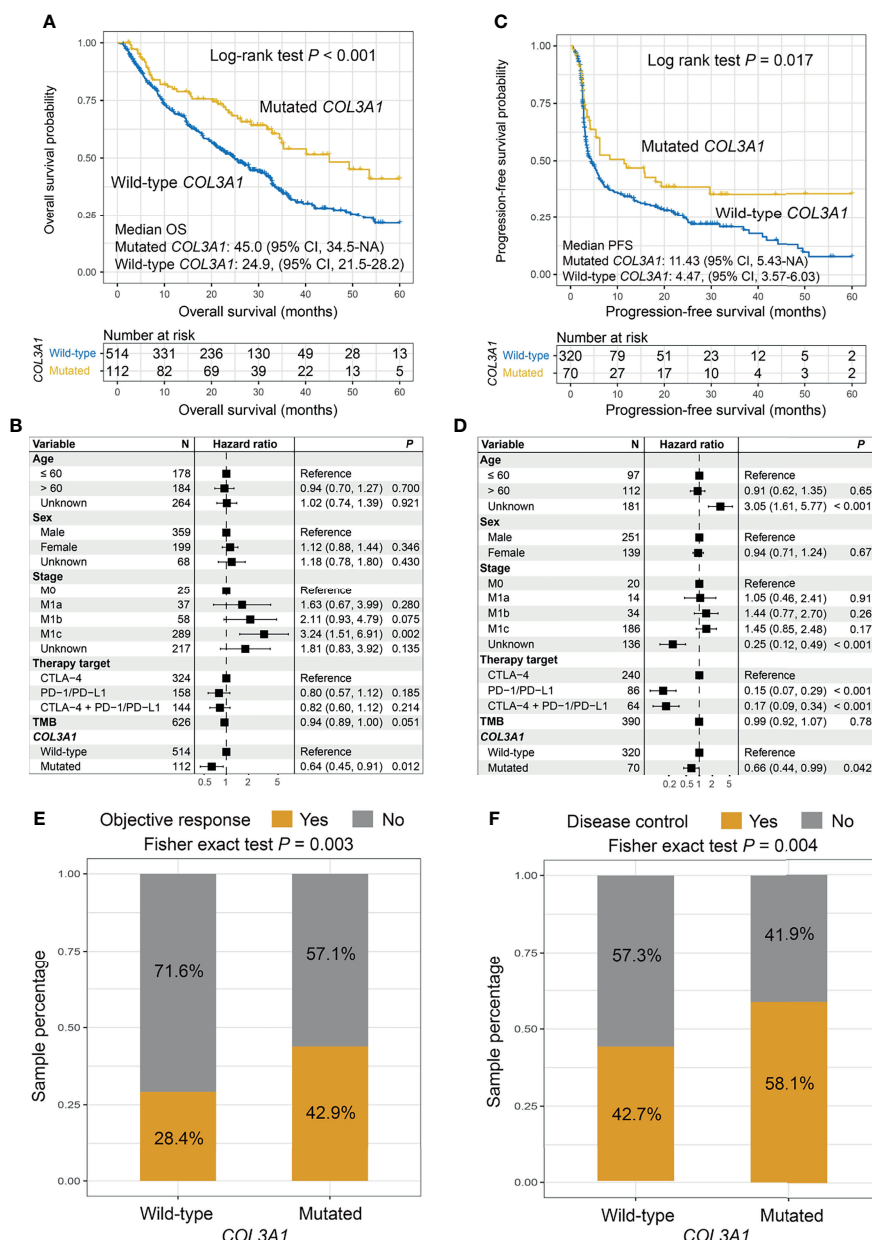 A
Log-rank test P < 0.001
Mutated COL3A1
Wild-type COL3A1
Median OS
Mutated COL3A1: 45.0 (95% CI, 34.5-NA)
Wild-type COL3A1: 24.9, (95% CI, 21.5-28.2)
Overall survival probability
1.00
0.75
0.50
0.26
0.00
0 10 20 30 40 50 60
Overall survival (months)
Number at risk
COL3A1
Wild-type 514 331 236 130 49 28 13
Mutated 112 82 69 39 22 13 5
0 10 20 30 40 50 60
Overall survival (months)
C
Log rank test P = 0.017
Mutated COL3A1
Wild-type COL3A1
Median PFS
Mutated COL3A1: 11.43 (95% CI, 5.43-NA)
Wild-type COL3A1: 4.47, (95% CI, 3.57-6.03)
Progression-free survival probability
1.00
0.75
0.50
0.25
0.00
0 10 20 30 40 50 60
Progression-free survival (months)
Number at risk
COL3A1
Wild-type 320 79 51 23 12 5 2
Mutated 70 27 17 10 4 3 2
0 10 20 30 40 50 60
Progression-free survival (months)
B
Variable N Hazard ratio P
Age
≤ 60 178 Reference
> 60 184 0.94 (0.70, 1.27) 0.700
Unknown 264 1.02 (0.74, 1.39) 0.921
Sex
Male 359 Reference
Female 199 1.12 (0.88, 1.44) 0.346
Unknown 68 1.18 (0.78, 1.80) 0.430
Stage
M0 25 Reference
M1a 37 1.63 (0.67, 3.99) 0.280
M1b 58 2.11 (0.93, 4.79) 0.075
M1c 289 3.24 (1.51, 6.91) 0.002
Unknown 217 1.81 (0.83, 3.92) 0.135
Therapy target
CTLA−4 324 Reference
PD−1/PD−L1 158 0.80 (0.57, 1.12) 0.185
CTLA−4 + PD−1/PD−L1 144 0.82 (0.60, 1.12) 0.214
TMB 626 0.94 (0.89, 1.00) 0.051
COL3A1
Wild-type 514 Reference
Mutated 112 0.64 (0.45, 0.91) 0.012
0.5 1 2 5
D
Variable N Hazard ratio P
Age
≤ 60 97 Reference
> 60 112 0.91 (0.62, 1.35) 0.65
Unknown 181 3.05 (1.61, 5.77) < 0.001
Sex
Male 251 Reference
Female 139 0.94 (0.71, 1.24) 0.67
Stage
M0 20 Reference
M1a 14 1.05 (0.46, 2.41) 0.91
M1b 34 1.44 (0.77, 2.70) 0.26
M1c 186 1.45 (0.85, 2.48) 0.17
Unknown 136 0.25 (0.12, 0.49) < 0.001
Therapy target
CTLA−4 240 Reference
PD−1/PD−L1 86 0.15 (0.07, 0.29) < 0.001
CTLA−4 + PD−1/PD−L1 64 0.17 (0.09, 0.34) < 0.001
TMB 390 0.99 (0.92, 1.07) 0.78
COL3A1
Wild-type 320 Reference
Mutated 70 0.66 (0.44, 0.99) 0.042
0.2 0.5 1 2 5
E
Objective response Yes No
Fisher exact test P = 0.003
Sample percentage
1.00
0.75
0.50
0.25
0.00
71.6%
28.4%
57.1%
42.9%
Wild-type Mutated
COL3A1
F
Disease control Yes No
Fisher exact test P = 0.004
Sample percentage
1.00
0.75
0.50
0.25
0.00
57.3%
42.7%
41.9%
58.1%
Wild-type Mutated
COL3A1